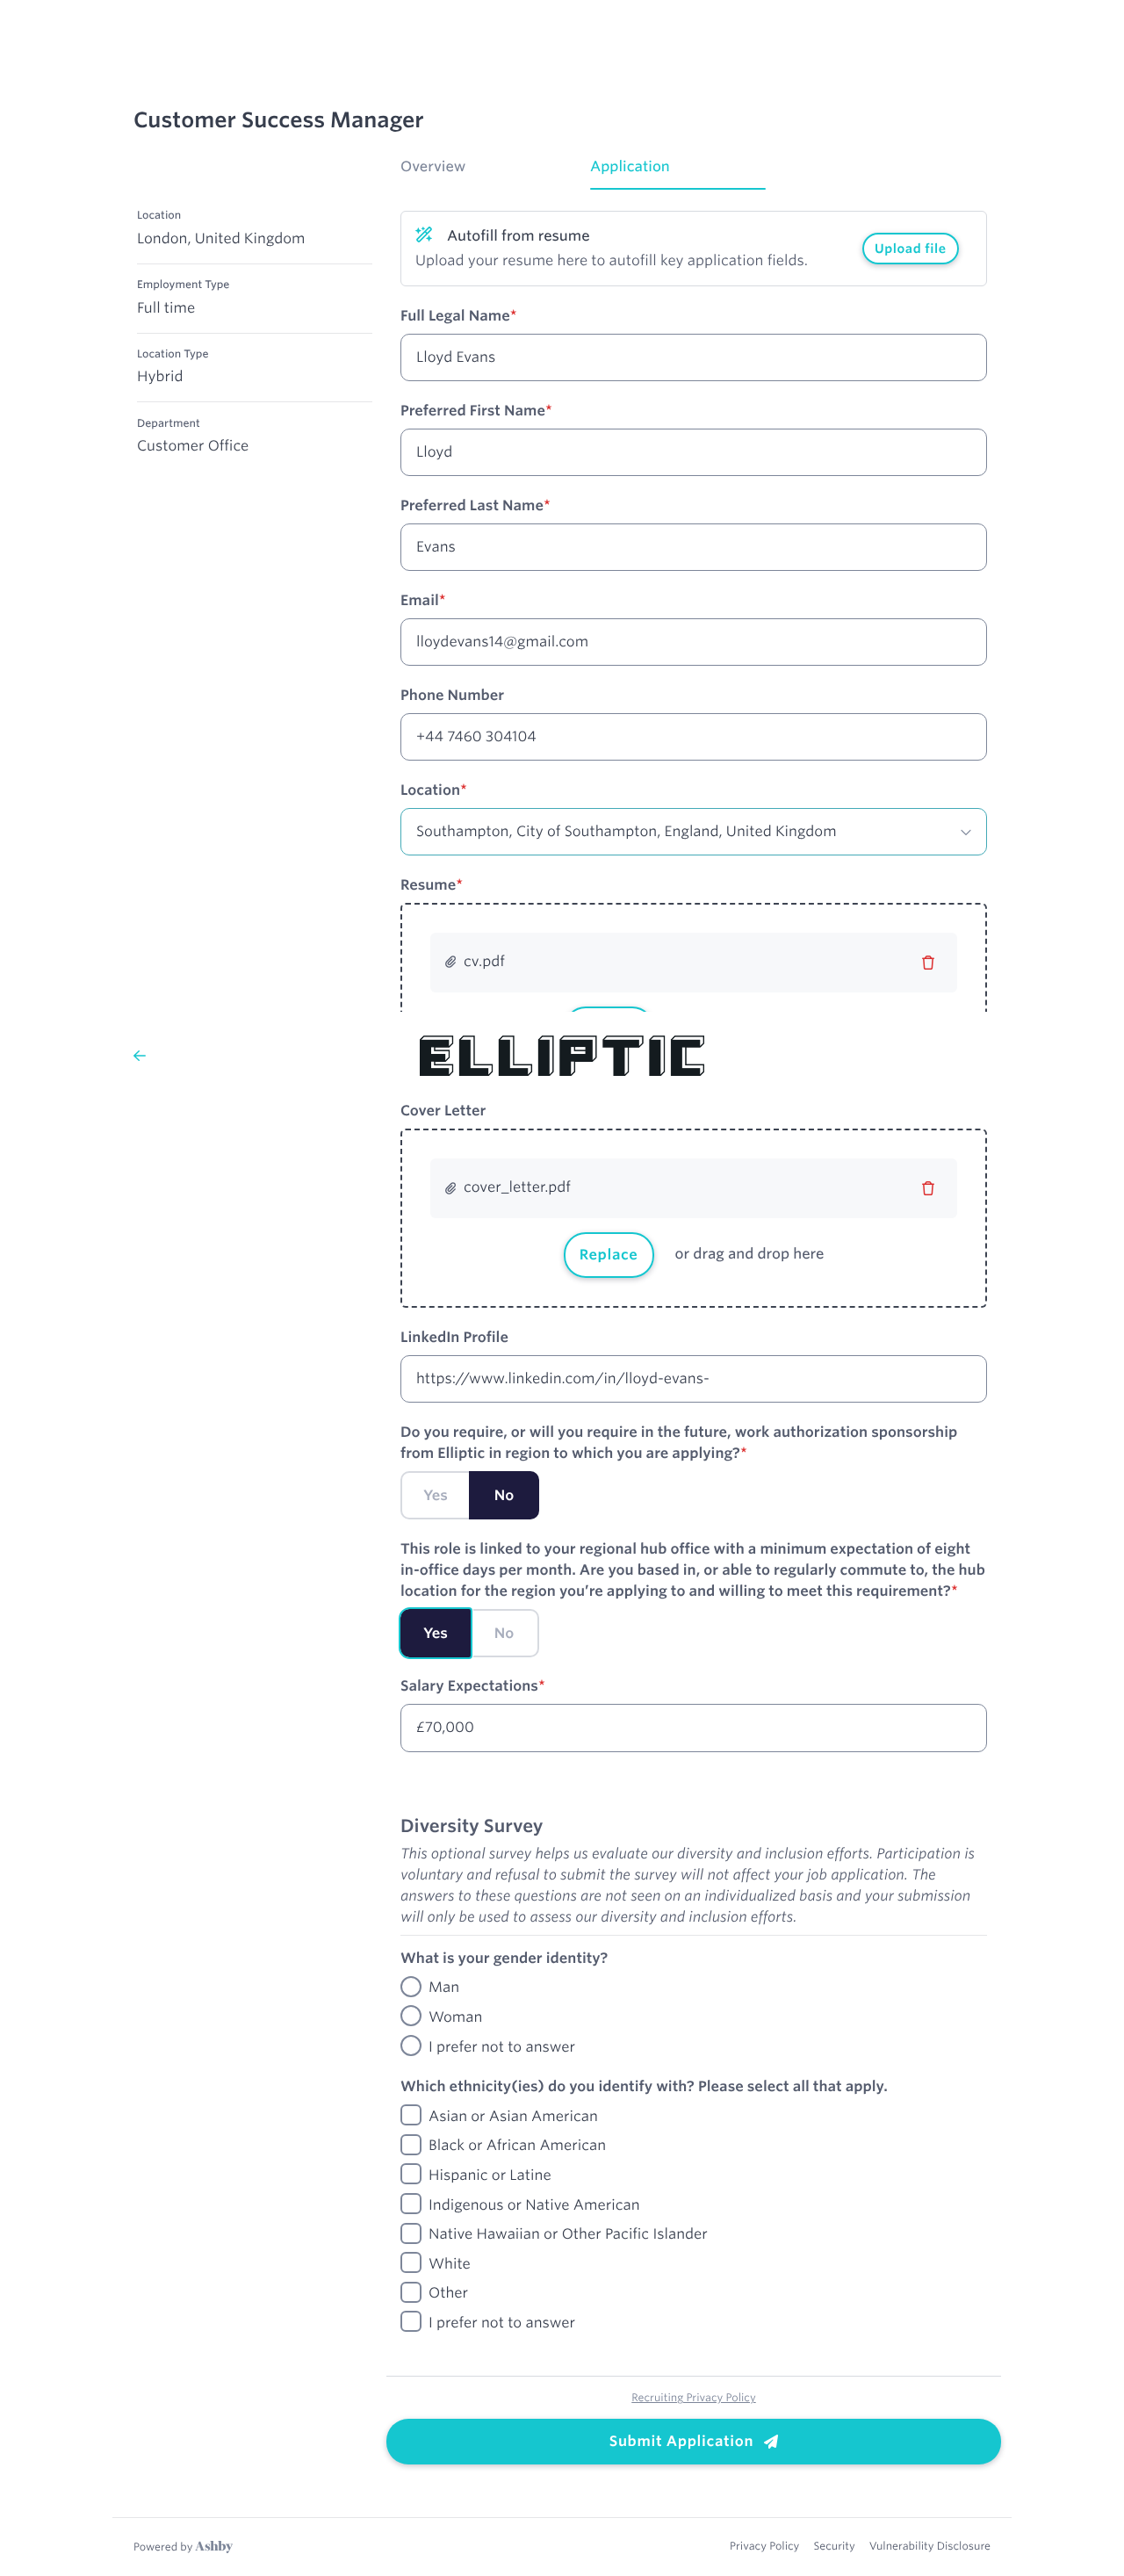 Customer Success Manager
Overview
Application
Location
London, United Kingdom
Employment Type
Full time
Location Type
Hybrid
Department
Customer Office
Autofill from resume
Upload your resume here to autofill key application fields.
Upload file
Full Legal Name*
Lloyd Evans
Preferred First Name*
Lloyd
Preferred Last Name*
Evans
Email*
lloydevans14@gmail.com
Phone Number
+44 7460 304104
Location*
Southampton, City of Southampton, England, United Kingdom
Resume*
cv.pdf
ELLIPTIC
Cover Letter
cover_letter.pdf
Replace
or drag and drop here
LinkedIn Profile
https://www.linkedin.com/in/lloyd-evans-
Do you require, or will you require in the future, work authorization sponsorship
from Elliptic in region to which you are applying?*
Yes
No
This role is linked to your regional hub office with a minimum expectation of eight
in-office days per month. Are you based in, or able to regularly commute to, the hub
location for the region you’re applying to and willing to meet this requirement?*
Yes
No
Salary Expectations*
£70,000
Diversity Survey
This optional survey helps us evaluate our diversity and inclusion efforts. Participation is
voluntary and refusal to submit the survey will not affect your job application. The
answers to these questions are not seen on an individualized basis and your submission
will only be used to assess our diversity and inclusion efforts.
What is your gender identity?
Man
Woman
I prefer not to answer
Which ethnicity(ies) do you identify with? Please select all that apply.
Asian or Asian American
Black or African American
Hispanic or Latine
Indigenous or Native American
Native Hawaiian or Other Pacific Islander
White
Other
I prefer not to answer
Recruiting Privacy Policy
Submit Application
Powered by Ashby
Privacy Policy
Security
Vulnerability Disclosure